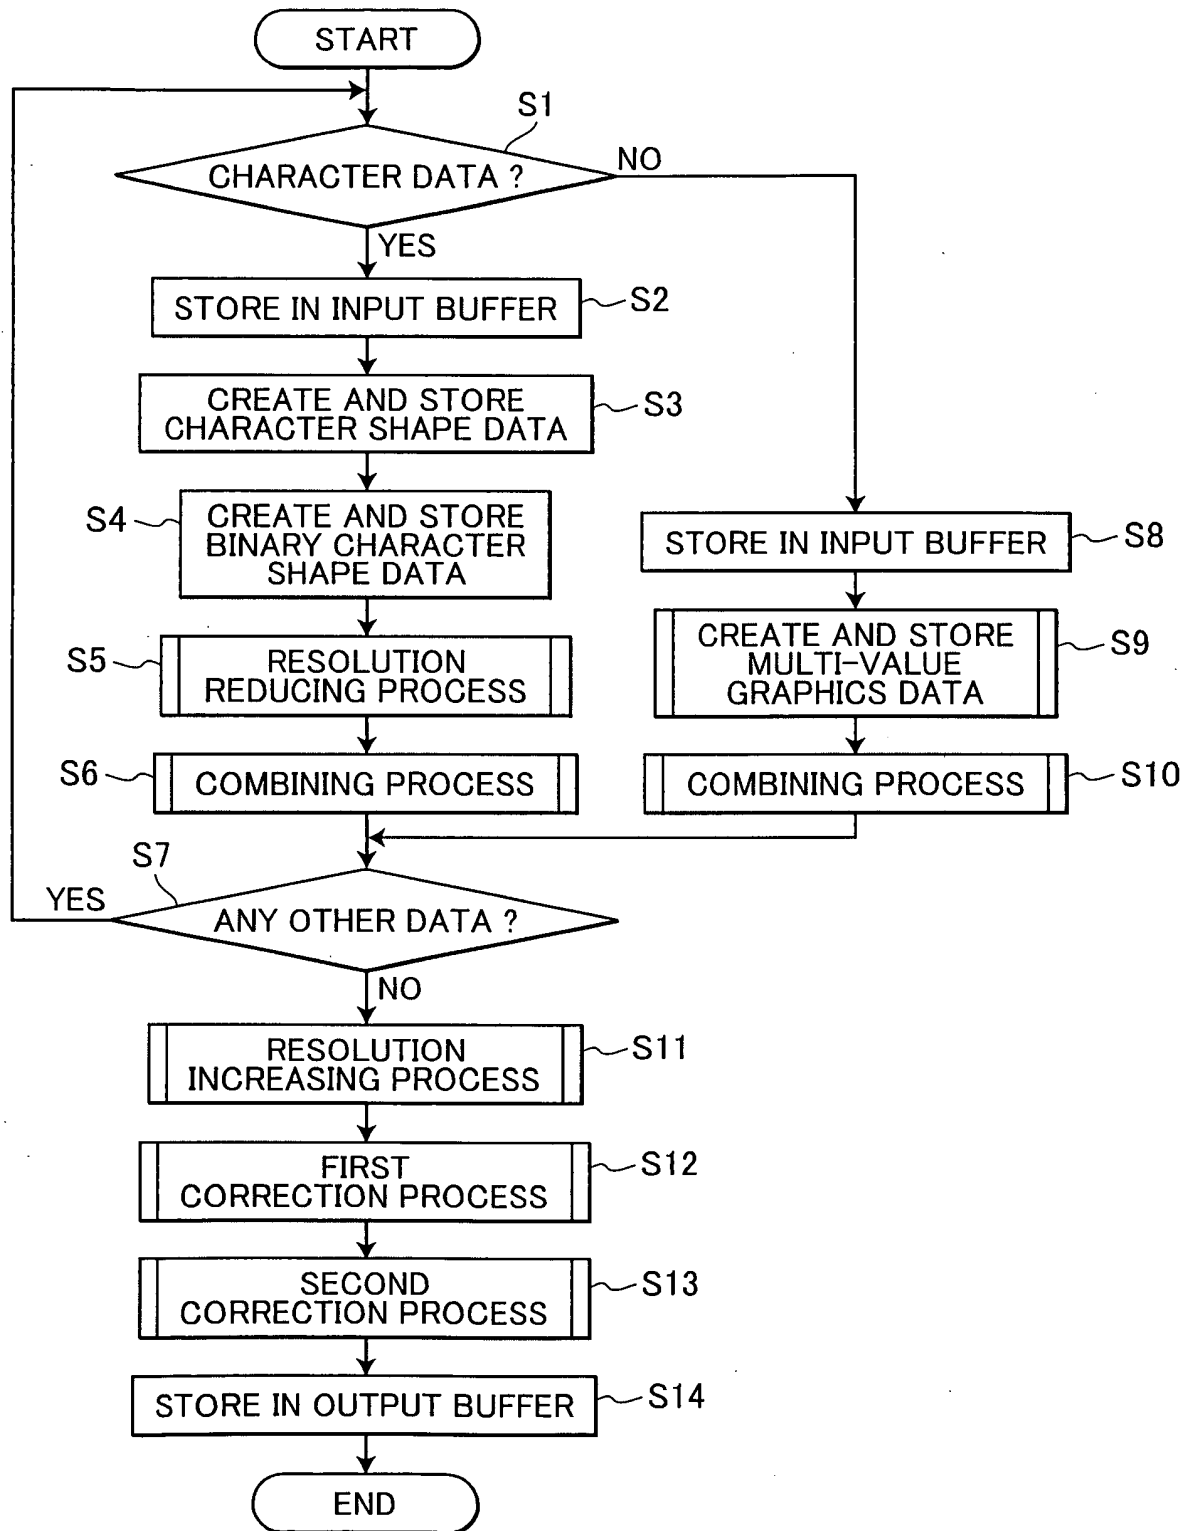 START
S1
CHARACTER DATA ?
NO
YES
STORE IN INPUT BUFFER
S2
CREATE AND STORE
CHARACTER SHAPE DATA
S3
S4
CREATE AND STORE
BINARY CHARACTER
SHAPE DATA
STORE IN INPUT BUFFER
S8
S5
RESOLUTION
REDUCING PROCESS
CREATE AND STORE
MULTI-VALUE
GRAPHICS DATA
S9
S6
COMBINING PROCESS
COMBINING PROCESS
S10
S7
YES
ANY OTHER DATA ?
NO
RESOLUTION
INCREASING PROCESS
S11
FIRST
CORRECTION PROCESS
S12
SECOND
CORRECTION PROCESS
S13
STORE IN OUTPUT BUFFER
S14
END